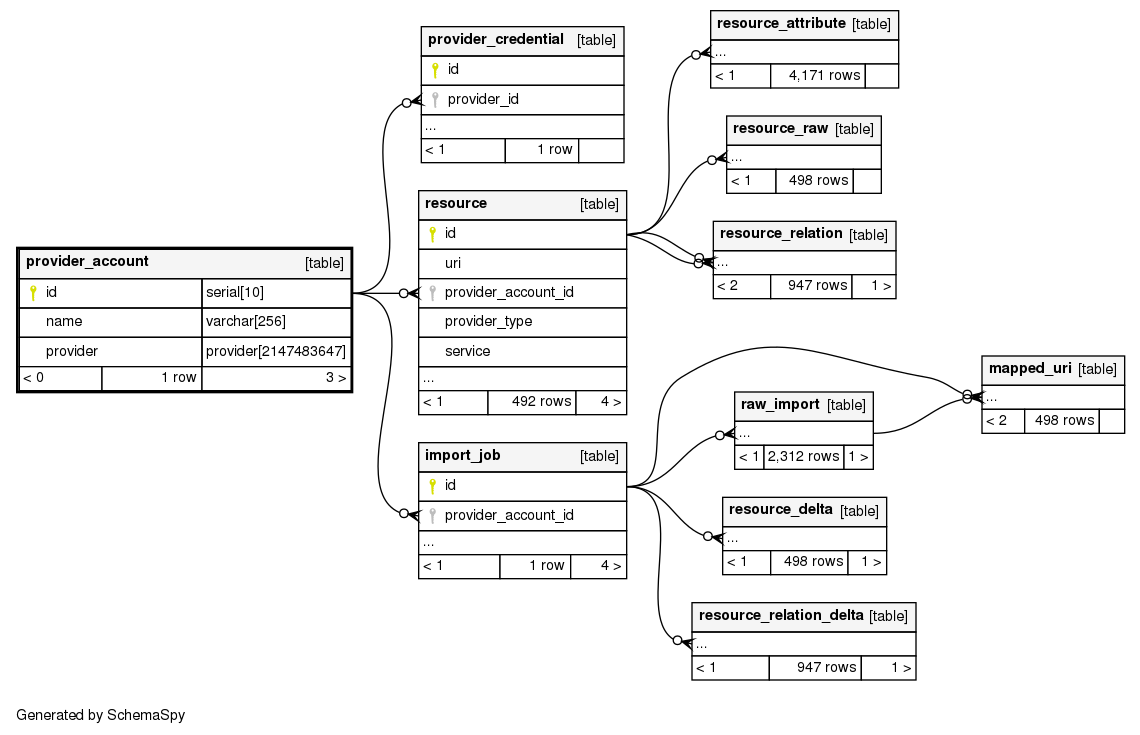 provider_account [table]
id serial[10]
name varchar[256]
provider provider[2147483647]
< 0 1 row 3 >
provider_credential [table]
id
provider_id
...
< 1 1 row
resource [table]
id
uri
provider_account_id
provider_type
service
...
< 1 492 rows 4 >
import_job [table]
id
provider_account_id
...
< 1 1 row 4 >
resource_attribute [table]
...
< 1 4,171 rows
resource_raw [table]
...
< 1 498 rows
resource_relation [table]
...
< 2 947 rows 1 >
mapped_uri [table]
...
< 2 498 rows
raw_import [table]
...
< 1 2,312 rows 1 >
resource_delta [table]
...
< 1 498 rows 1 >
resource_relation_delta [table]
...
< 1 947 rows 1 >
Generated by SchemaSpy